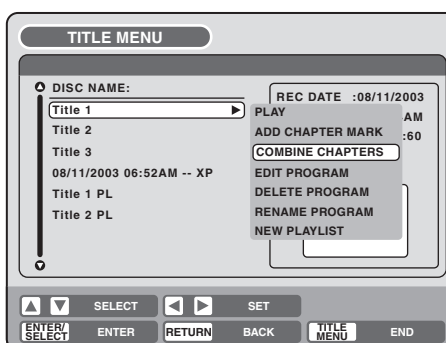 TITLE MENU
DISC NAME:
REC DATE :08/11/2003
Title 1
PLAY
AM
Title 2
ADD CHAPTER MARK
:60
Title 3
COMBINE CHAPTERS
08/11/2003 06:52AM -- XP
EDIT PROGRAM
Title 1 PL
DELETE PROGRAM
Title 2 PL
RENAME PROGRAM
NEW PLAYLIST
SELECT
SET
ENTER/SELECT
ENTER
RETURN
BACK
TITLE MENU
END